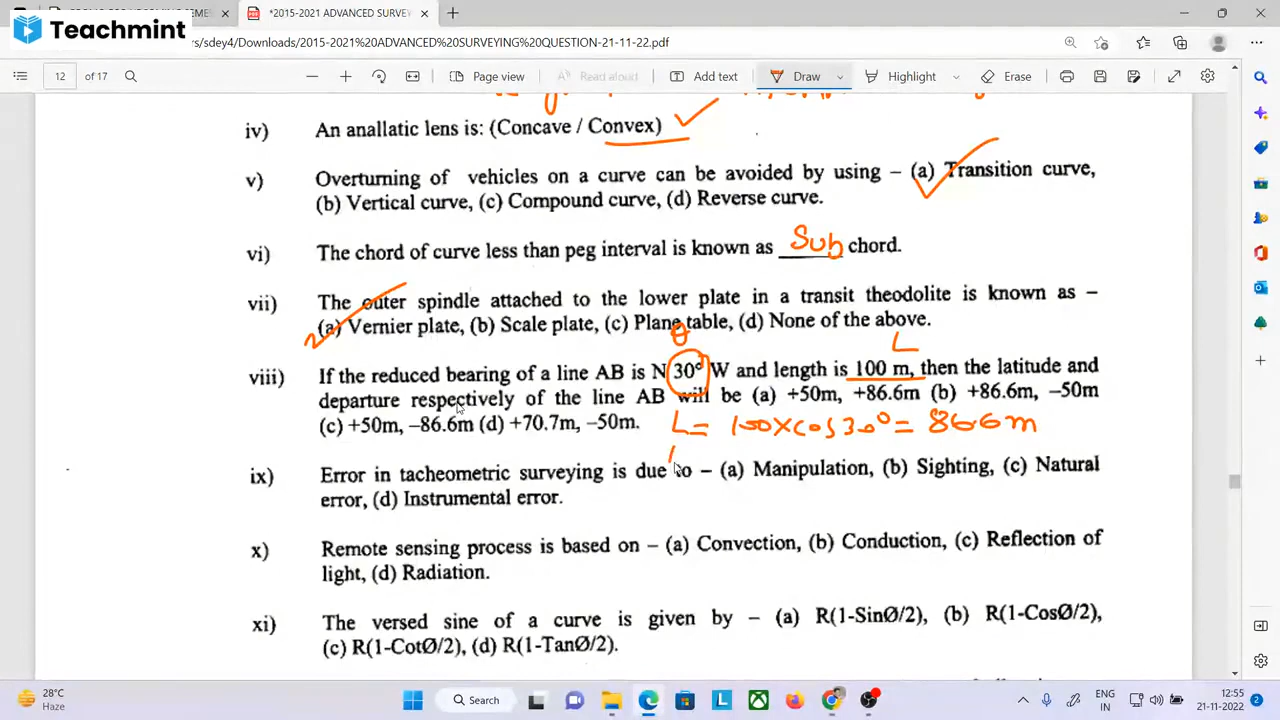 *2015-2021 ADVANCED SURVEY
Teachmint
rs/sdey4/Downloads/2015-2021%20ADVANCED%20SURVEYING%20QUESTION-21-11-22.pdf
12 of 17 Page view Read aloud Add text Draw Highlight Erase
iv) An anallatic lens is: (Concave / Convex)
v) Overturning of vehicles on a curve can be avoided by using – (a) Transition curve,
(b) Vertical curve, (c) Compound curve, (d) Reverse curve.
vi) The chord of curve less than peg interval is known as Sub chord.
vii) The outer spindle attached to the lower plate in a transit theodolite is known as –
(a) Vernier plate, (b) Scale plate, (c) Plane table, (d) None of the above.
θ L
viii) If the reduced bearing of a line AB is N 30° W and length is 100 m, then the latitude and
departure respectively of the line AB will be (a) +50m, +86.6m (b) +86.6m, –50m
(c) +50m, –86.6m (d) +70.7m, –50m. L = 100 X cos 30° = 86.6m
ix) Error in tacheometric surveying is due to – (a) Manipulation, (b) Sighting, (c) Natural
error, (d) Instrumental error.
x) Remote sensing process is based on – (a) Convection, (b) Conduction, (c) Reflection of
light, (d) Radiation.
xi) The versed sine of a curve is given by – (a) R(1-SinØ/2), (b) R(1-CosØ/2),
(c) R(1-CotØ/2), (d) R(1-TanØ/2).
28°C
Haze
Search
ENG
IN
12:55
21-11-2022